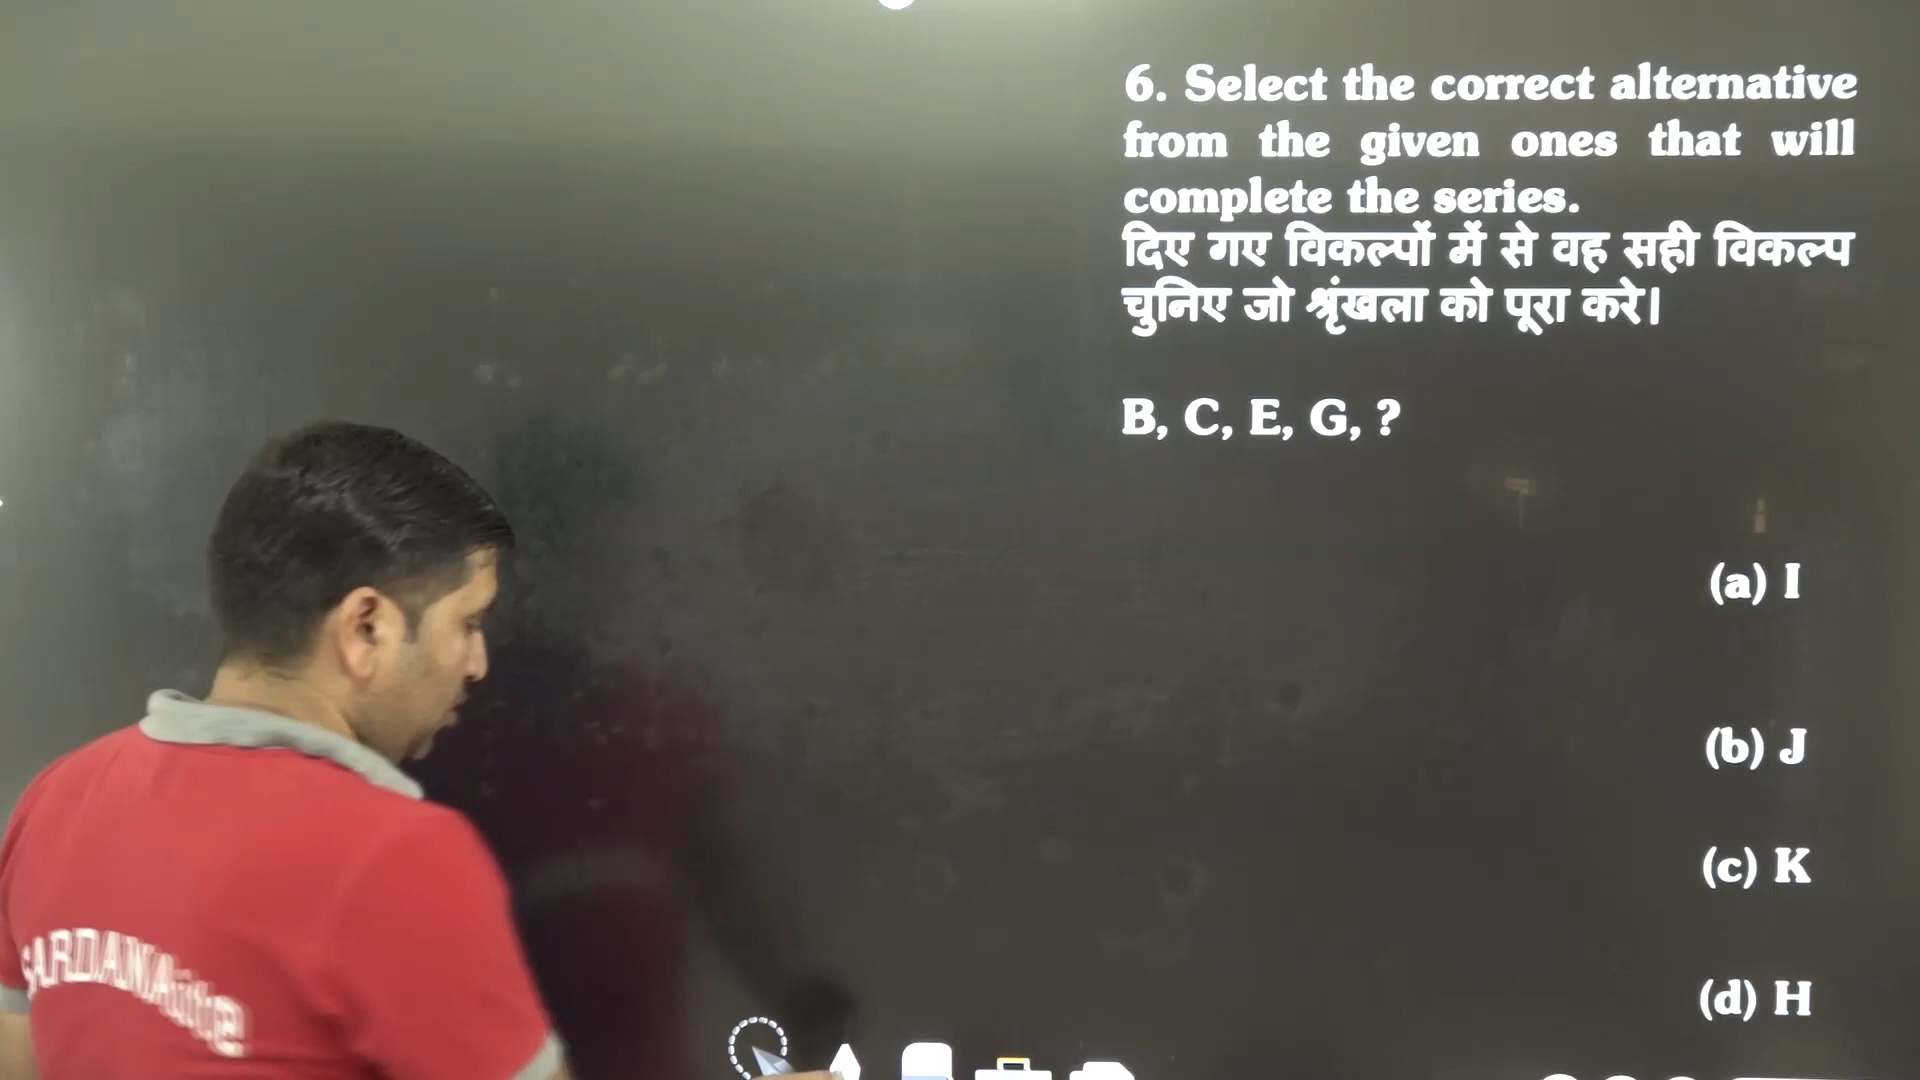 6. Select the correct alternative
from the given ones that will
complete the series.
दिए गए विकल्पों में से वह सही विकल्प
चुनिए जो श्रृंखला को पूरा करे।
B, C, E, G, ?
(a) I
(b) J
(c) K
(d) H